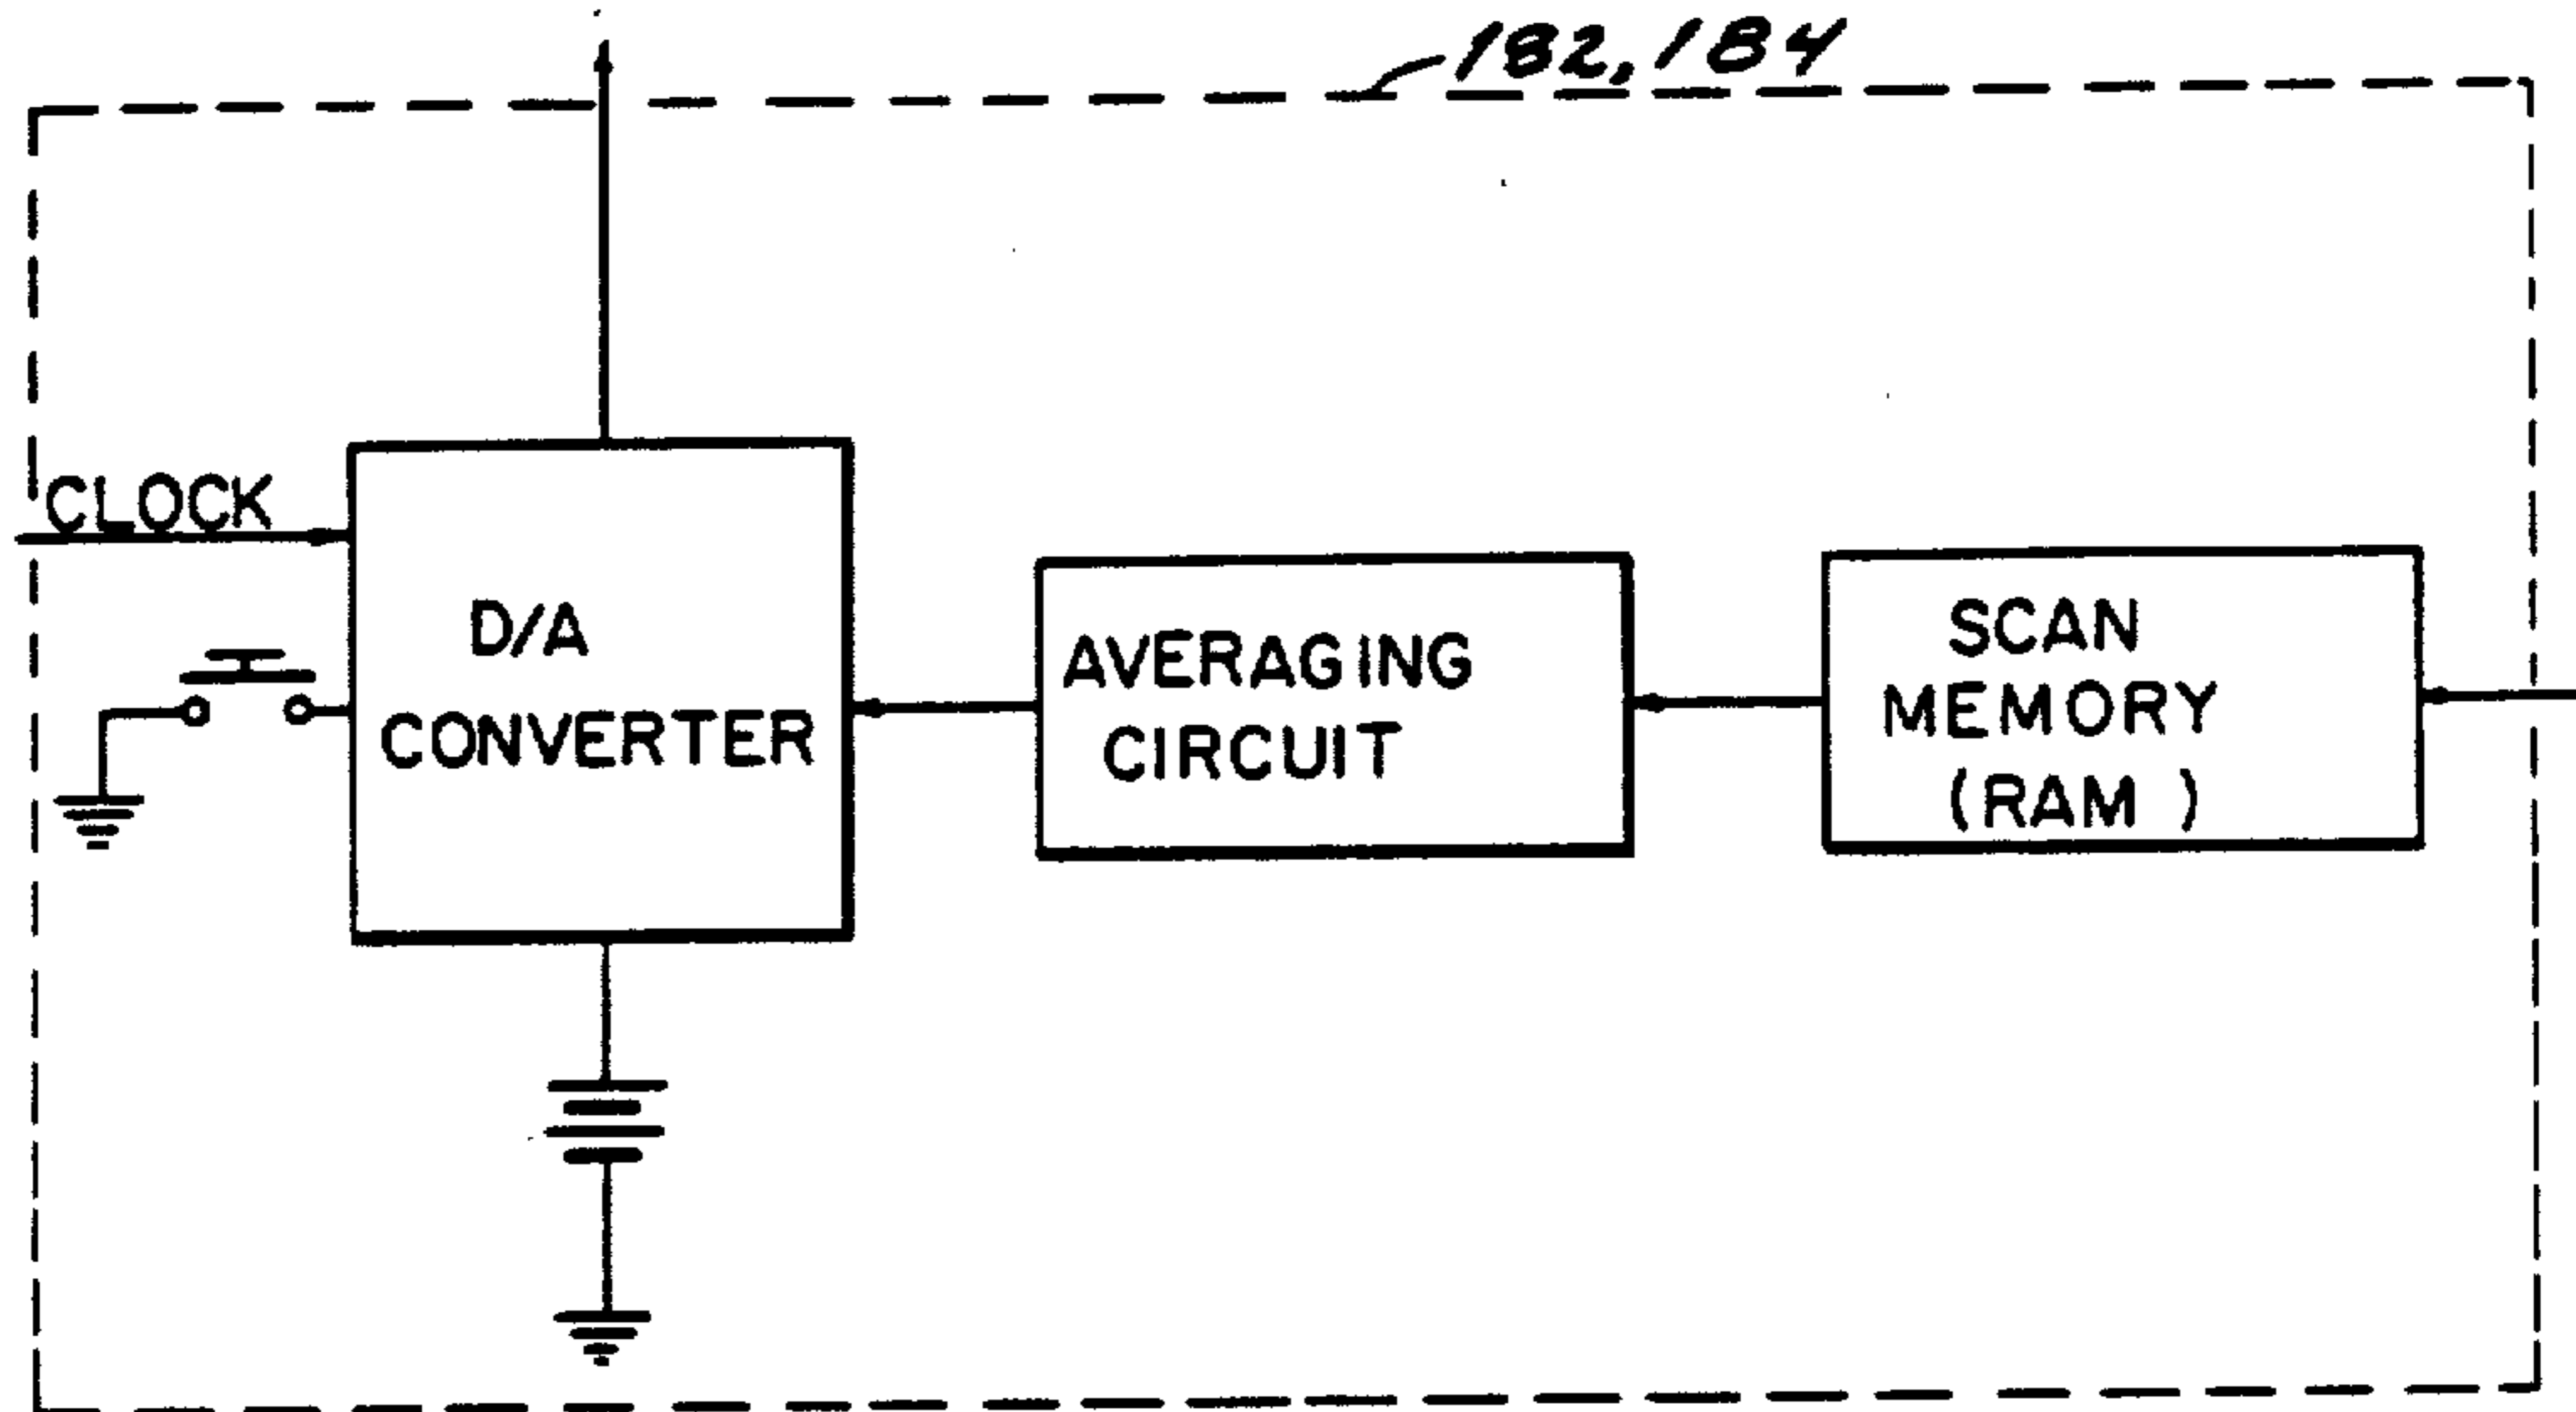 182, 184
CLOCK
D/A
CONVERTER
AVERAGING
CIRCUIT
SCAN
MEMORY
(RAM )